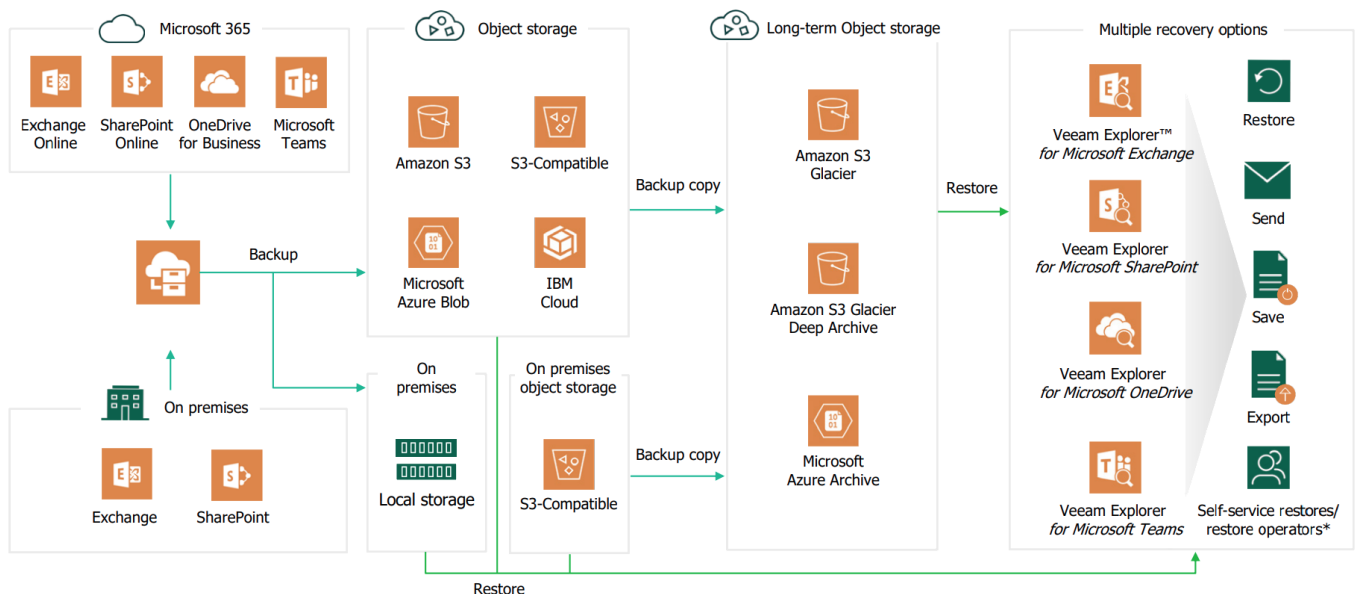 Microsoft 365
Exchange
Online
SharePoint
Online
OneDrive
for Business
Microsoft
Teams
Backup
On premises
Exchange
SharePoint
Object storage
Amazon S3
S3-Compatible
Microsoft
Azure Blob
IBM
Cloud
On
premises
Local storage
On premises
object storage
S3-Compatible
Backup copy
Backup copy
Restore
Long-term Object storage
Amazon S3
Glacier
Amazon S3 Glacier
Deep Archive
Microsoft
Azure Archive
Restore
Multiple recovery options
Veeam Explorer™
for Microsoft Exchange
Veeam Explorer
for Microsoft SharePoint
Veeam Explorer
for Microsoft OneDrive
Veeam Explorer
for Microsoft Teams
Restore
Send
Save
Export
Self-service restores/
restore operators*